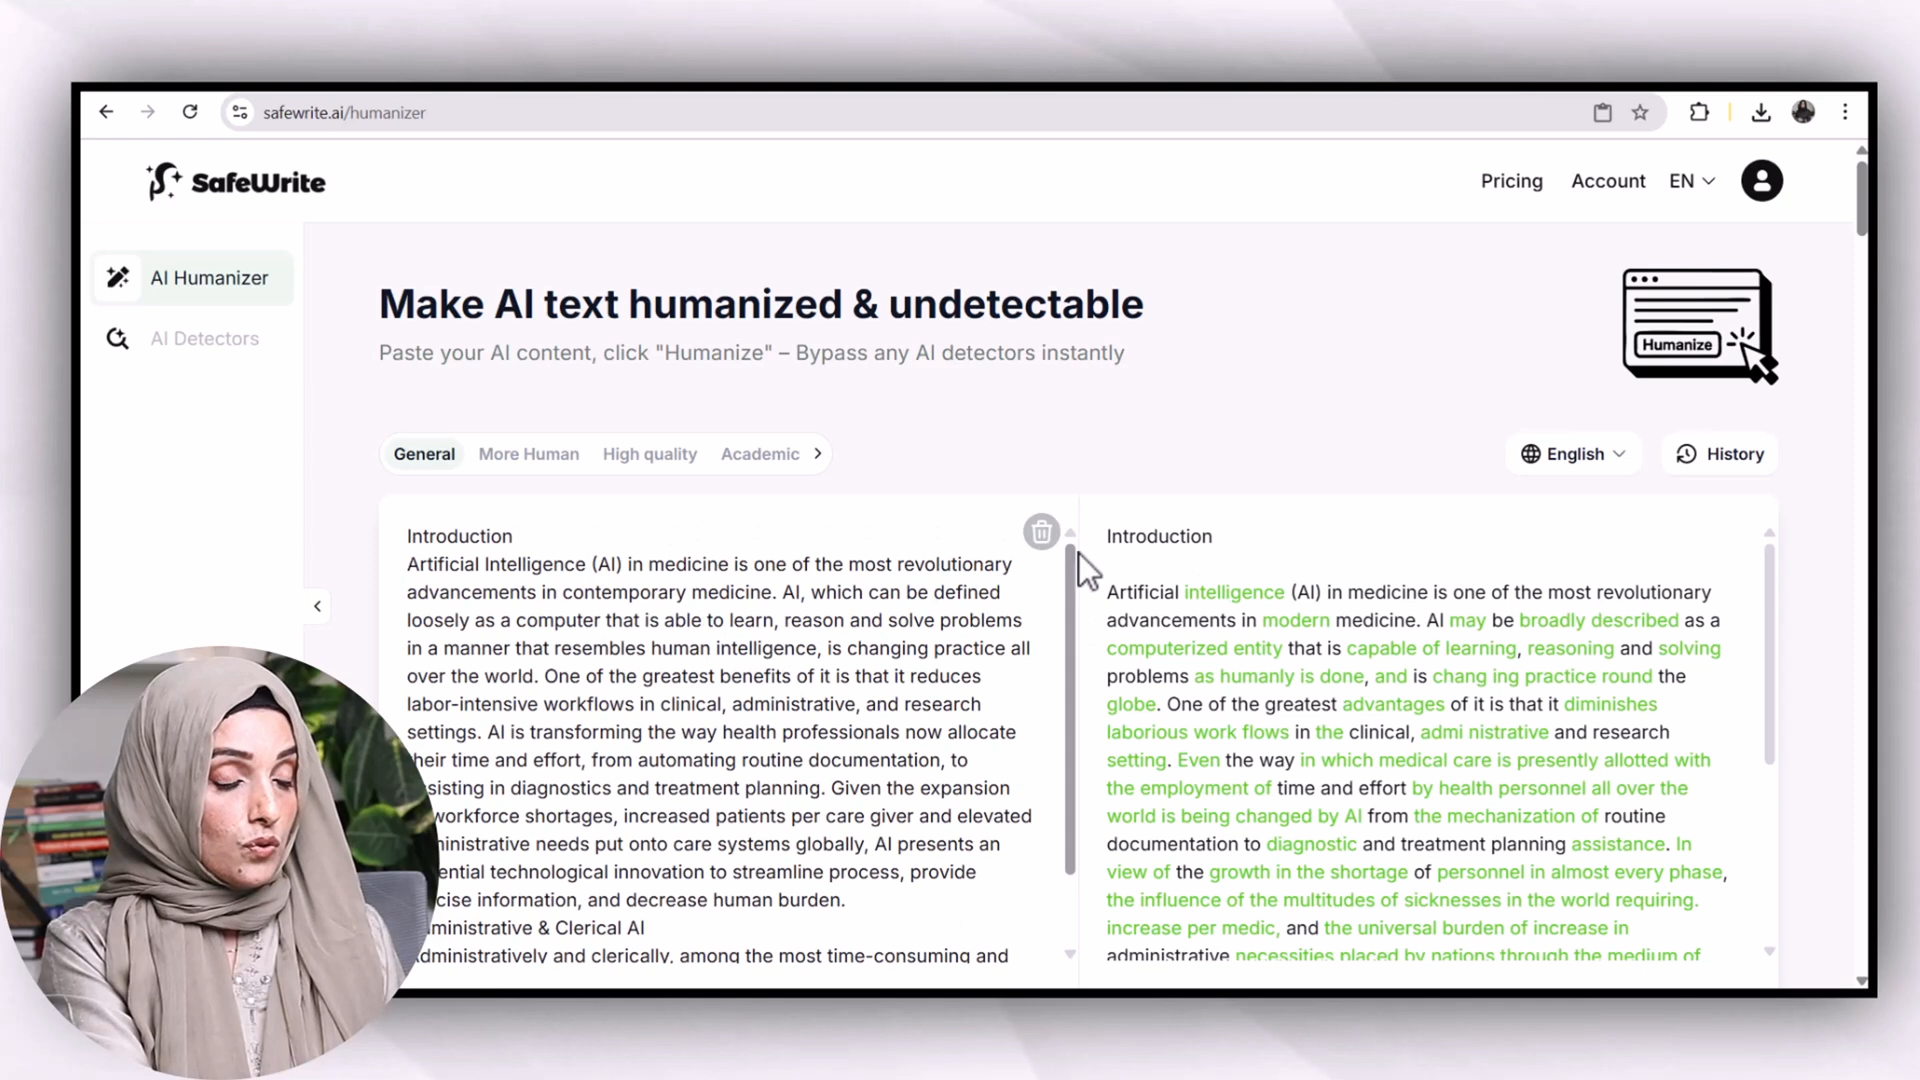 safewrite.ai/humanizer
SafeWrite
Pricing
Account
EN
AI Humanizer
AI Detectors
Make AI text humanized & undetectable
Paste your AI content, click "Humanize" – Bypass any AI detectors instantly
Humanize
General
More Human
High quality
Academic
English
History
Introduction
Artificial Intelligence (AI) in medicine is one of the most revolutionary
advancements in contemporary medicine. AI, which can be defined
loosely as a computer that is able to learn, reason and solve problems
in a manner that resembles human intelligence, is changing practice all
over the world. One of the greatest benefits of it is that it reduces
labor-intensive workflows in clinical, administrative, and research
settings. AI is transforming the way health professionals now allocate
their time and effort, from automating routine documentation, to
in diagnostics and treatment planning. Given the expansion
workforce shortages, increased patients per care giver and elevated
needs put onto care systems globally, AI presents an
technological innovation to streamline process, provide
information, and decrease human burden.
& Clerical AI
Administratively and clerically, among the most time-consuming and
Introduction
Artificial intelligence (AI) in medicine is one of the most revolutionary
advancements in modern medicine. AI may be broadly described as a
computerized entity that is capable of learning, reasoning and solving
problems as humanly is done, and is chang ing practice round the
globe. One of the greatest advantages of it is that it diminishes
laborious work flows in the clinical, admi nistrative and research
setting. Even the way in which medical care is presently allotted with
the employment of time and effort by health personnel all over the
world is being changed by AI from the mechanization of routine
documentation to diagnostic and treatment planning assistance. In
view of the growth in the shortage of personnel in almost every phase,
the influence of the multitudes of sicknesses in the world requiring.
increase per medic, and the universal burden of increase in
administrative necessities placed by nations through the medium of